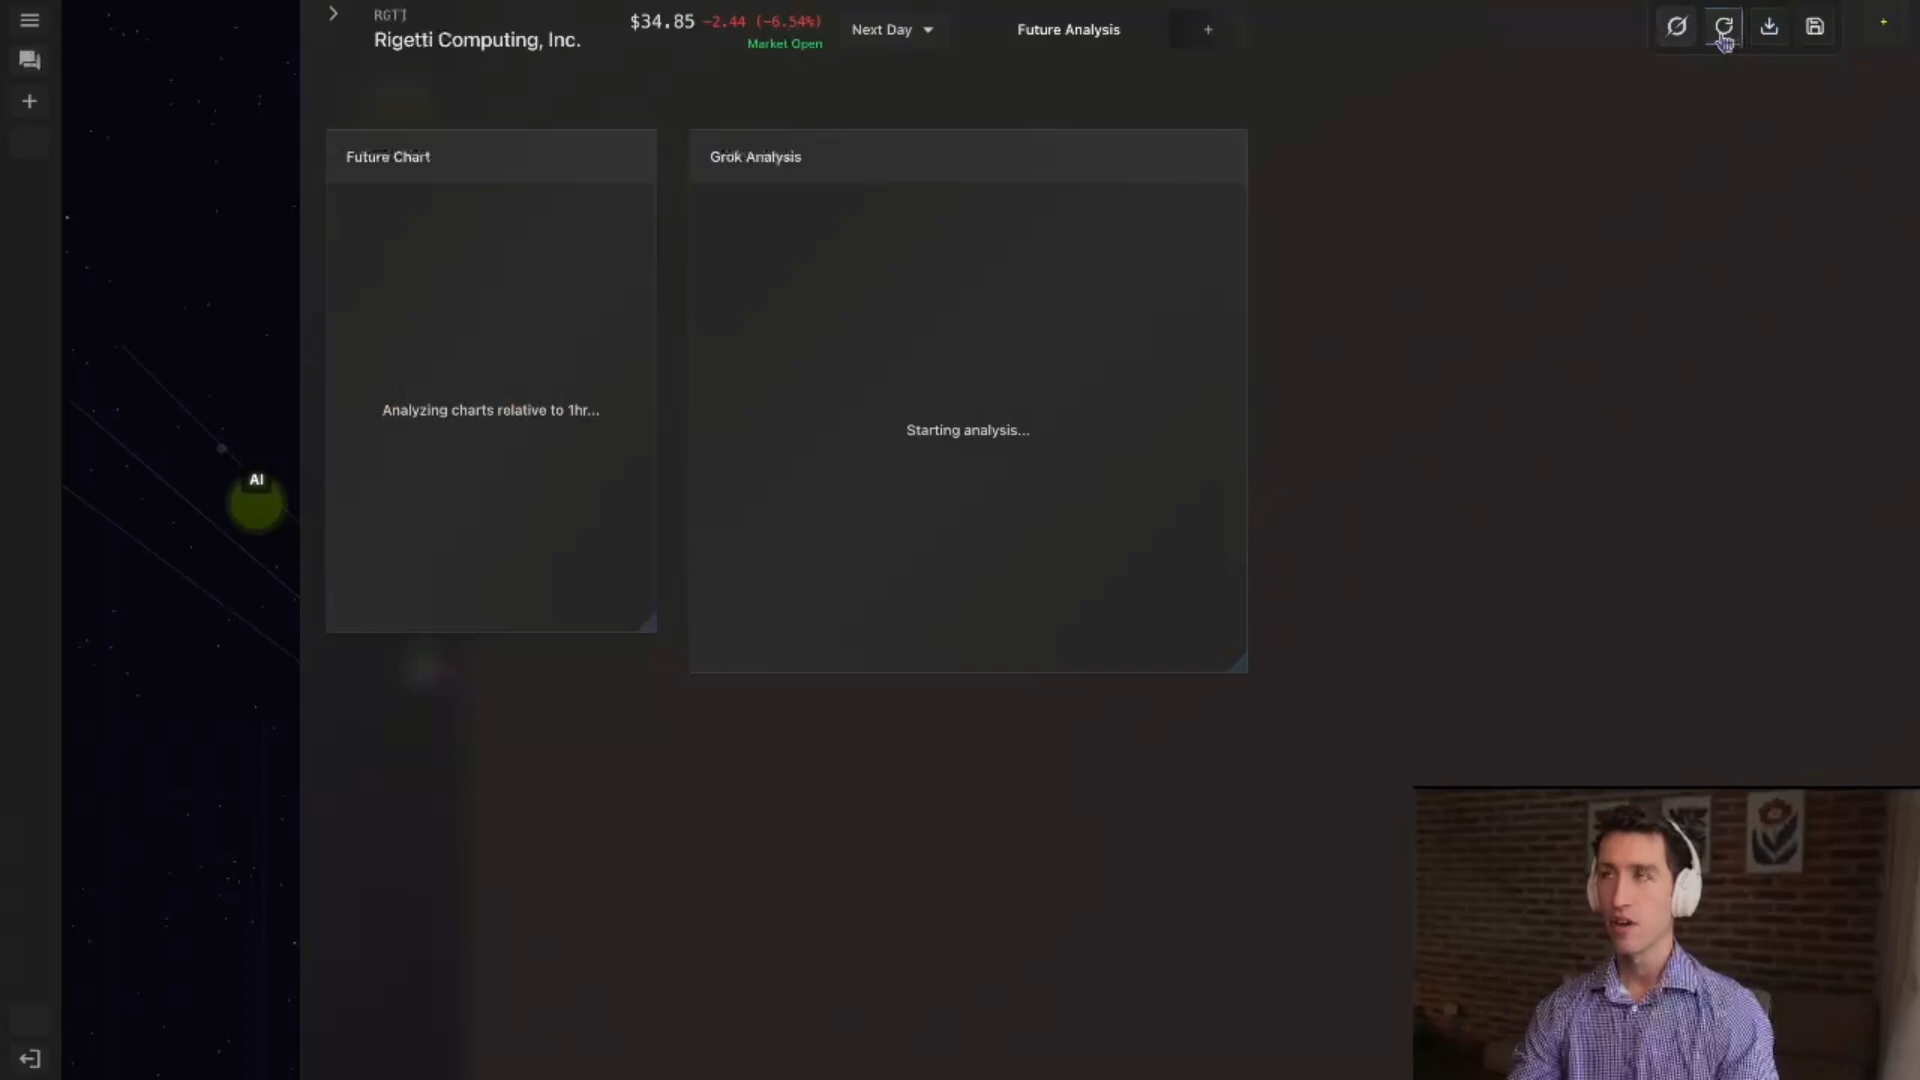 RGTI
Rigetti Computing, Inc.
$34.85 -2.44 (-6.54%)
Market Open
Next Day
Future Analysis
+
Future Chart
Grok Analysis
Analyzing charts relative to 1hr...
Starting analysis...
AI